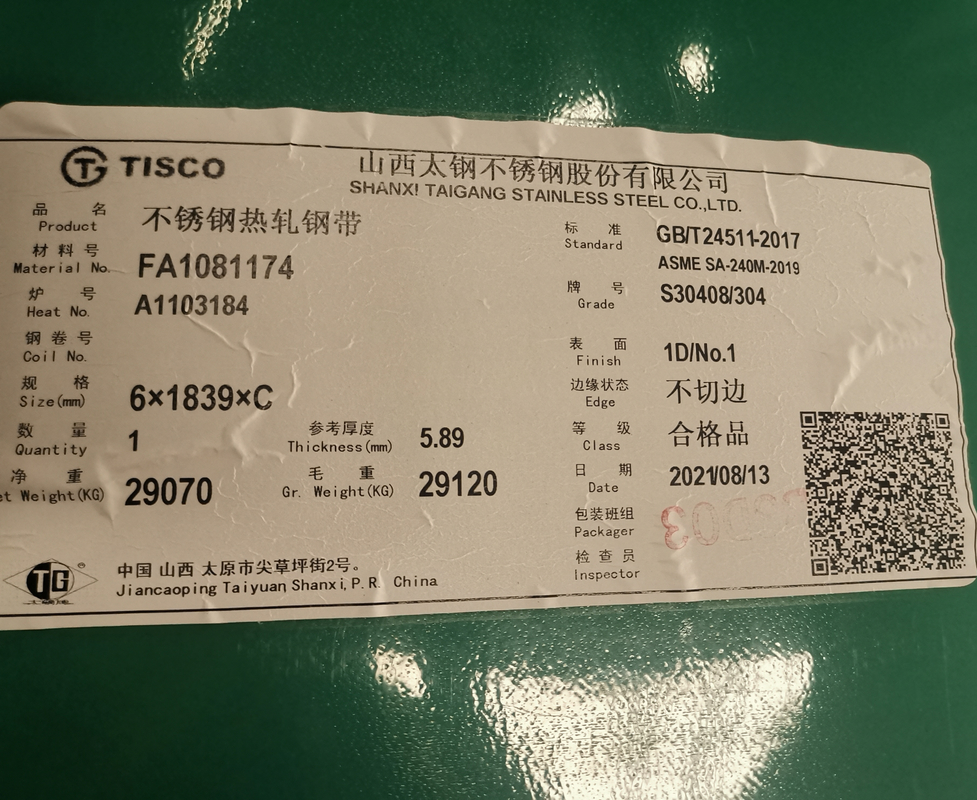 TISCO
山西太钢不锈钢股份有限公司
SHANXI TAIGANG STAINLESS STEEL CO.,LTD.
品 名 不锈钢热轧钢带
Product
标 准 GB/T24511-2017
Standard
ASME SA-240M-2019
材料号 FA1081174
Material No.
牌 号 S30408/304
Grade
炉 号 A1103184
Heat No.
钢卷号
Coil No.
表 面 1D/No.1
Finish
规 格 6×1839×C
Size(mm)
边缘状态 不切边
Edge
数 量 1
Quantity
参考厚度 5.89
Thickness(mm)
等 级 合格品
Class
净 重 29070
et Weight(KG)
毛 重 29120
Gr. Weight(KG)
日 期 2021/08/13
Date
包装班组
Packager
检查员
Inspector
TG
中国 山西 太原市尖草坪街2号。
Jiancaoping Taiyuan Shanxi, P.R. China